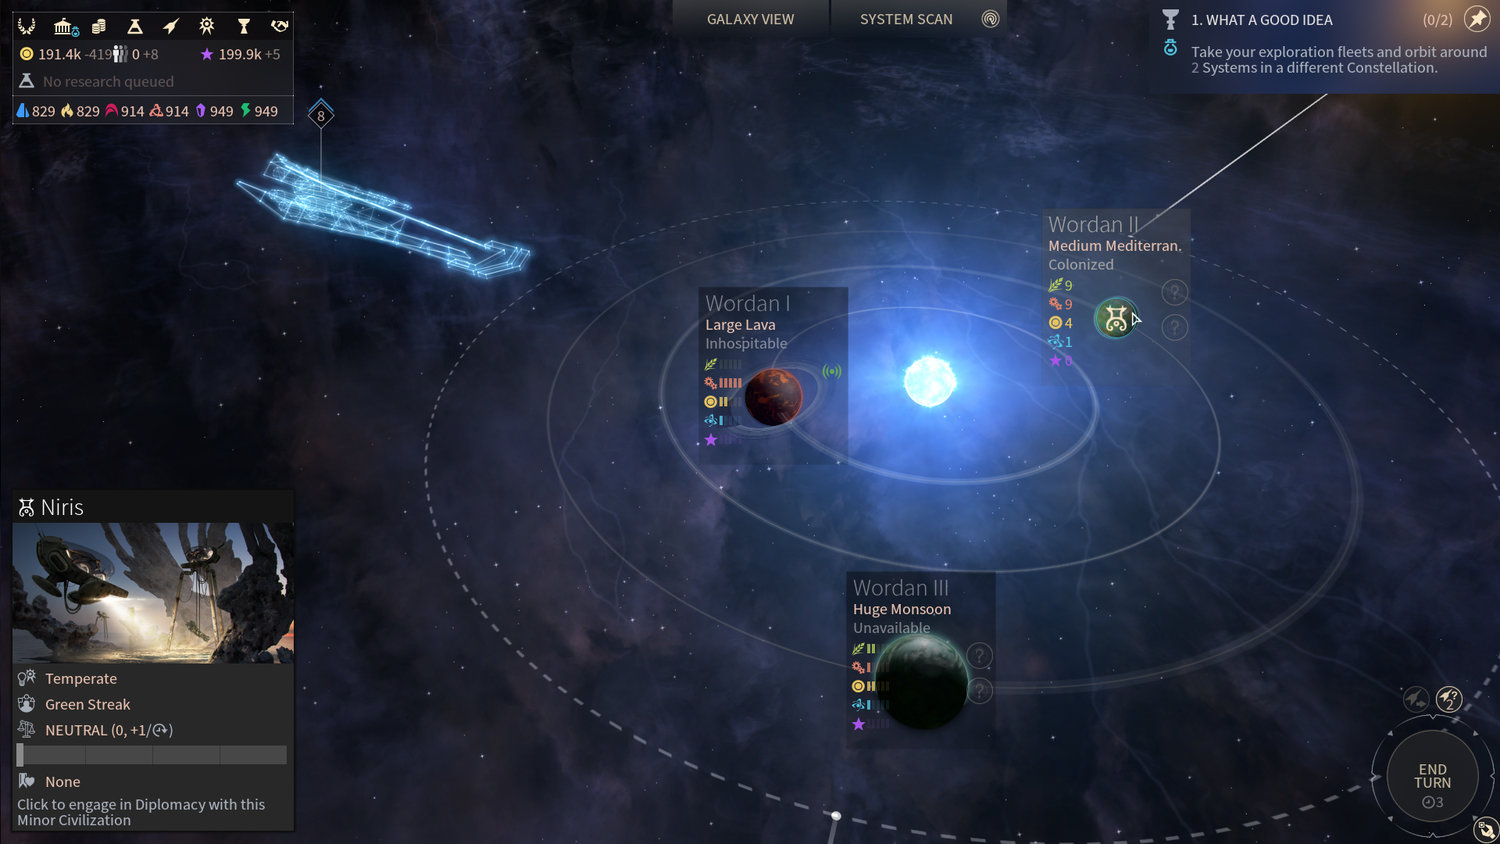 191.4k -419 0 +8 199.9k +5
No research queued
829 829 914 914 949 949
8
GALAXY VIEW
SYSTEM SCAN
1. WHAT A GOOD IDEA (0/2)
Take your exploration fleets and orbit around
2 Systems in a different Constellation.
Wordan II
Medium Mediterran.
Colonized
9
9
4
1
0
?
?
Wordan I
Large Lava
Inhospitable
Wordan III
Huge Monsoon
Unavailable
?
?
Niris
Temperate
Green Streak
NEUTRAL (0, +1/)
None
Click to engage in Diplomacy with this
Minor Civilization
?
2
END
TURN
3